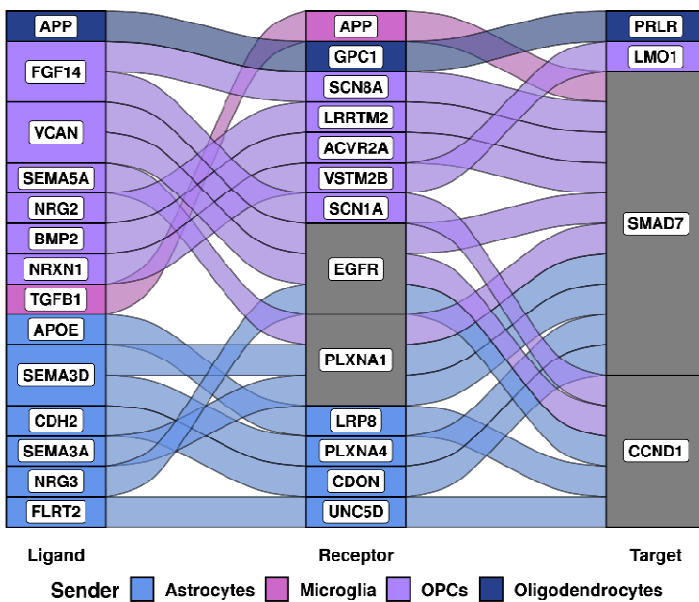 APP
FGF14
VCAN
SEMA5A
NRG2
BMP2
NRXN1
TGFB1
APOE
SEMA3D
CDH2
SEMA3A
NRG3
FLRT2
APP
GPC1
SCN8A
LRRTM2
ACVR2A
VSTM2B
SCN1A
EGFR
PLXNA1
LRP8
PLXNA4
CDON
UNC5D
PRLR
LMO1
SMAD7
CCND1
Ligand Receptor Target
Sender Astrocytes Microglia OPCs Oligodendrocytes